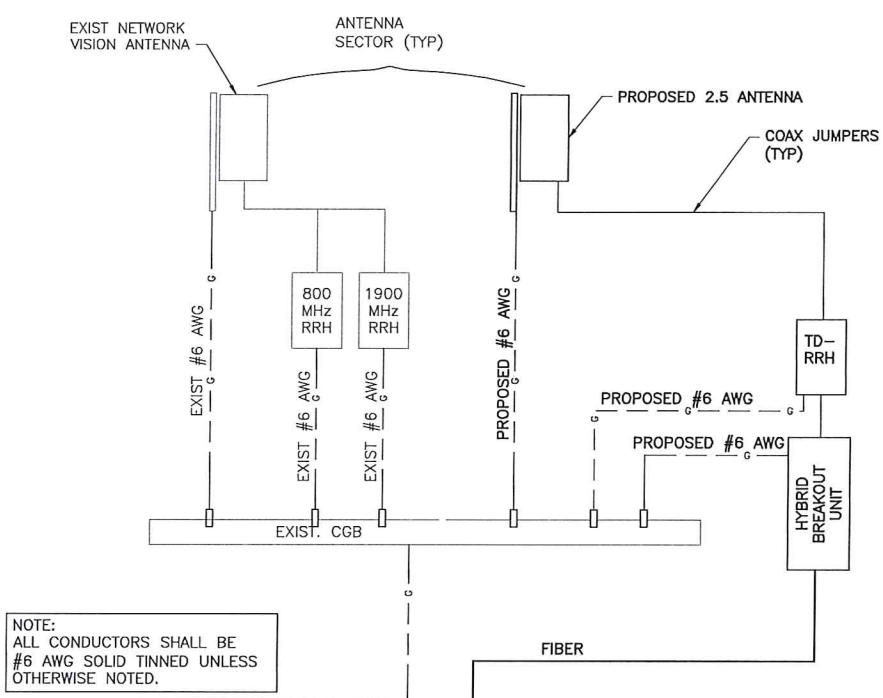 EXIST NETWORK
VISION ANTENNA
ANTENNA
SECTOR (TYP)
PROPOSED 2.5 ANTENNA
COAX JUMPERS
(TYP)
G
G
800
MHz
RRH
1900
MHz
RRH
TD-
RRH
EXIST #6 AWG
G
EXIST #6 AWG
G
EXIST #6 AWG
G
PROPOSED #6 AWG
G
PROPOSED #6 AWG
G
G
G
PROPOSED #6 AWG
G
HYBRID
BREAKOUT
UNIT
EXIST. CGB
G
NOTE:
ALL CONDUCTORS SHALL BE
#6 AWG SOLID TINNED UNLESS
OTHERWISE NOTED.
FIBER